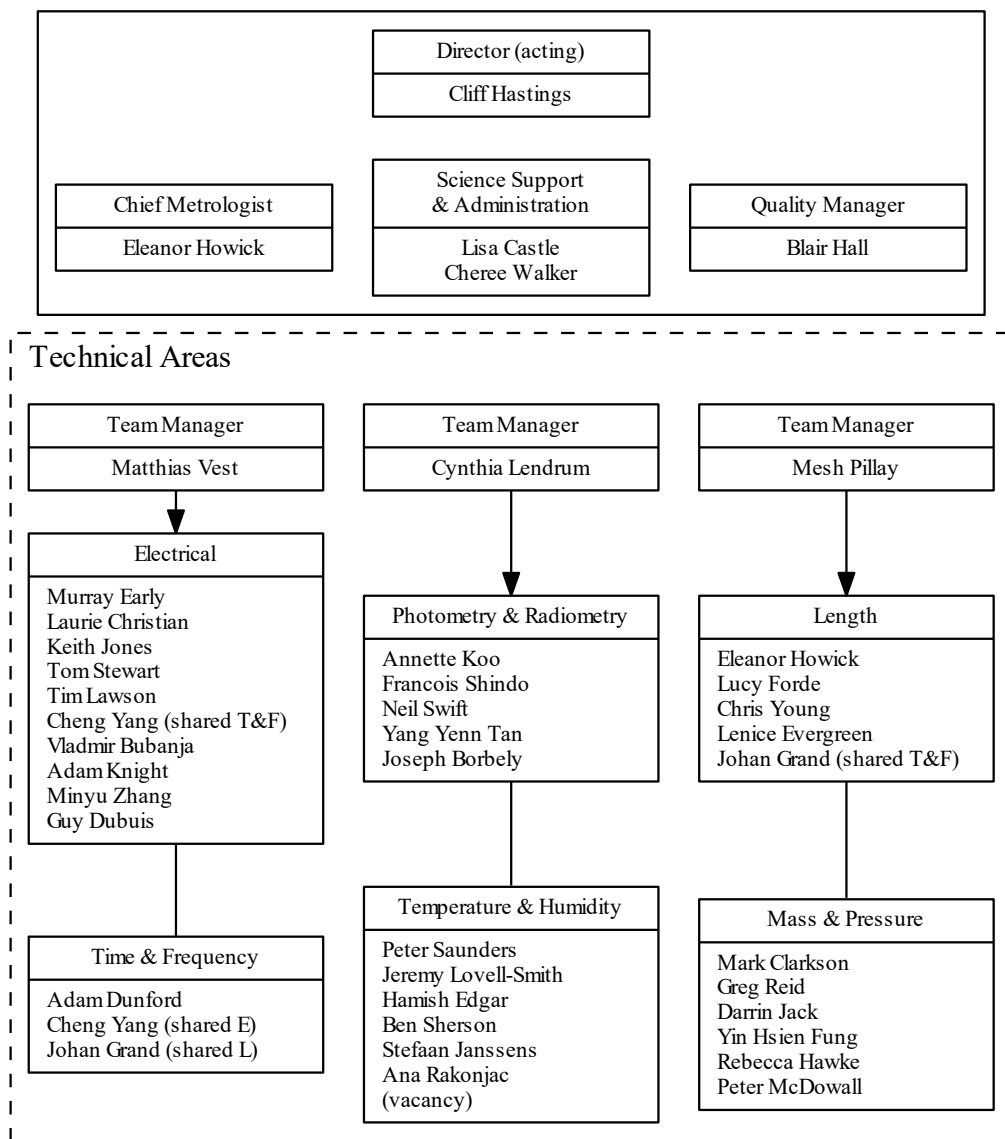 Director (acting)
Cliff Hastings
Chief Metrologist
Eleanor Howick
Science Support
& Administration
Lisa Castle
Cheree Walker
Quality Manager
Blair Hall
Technical Areas
Team Manager
Matthias Vest
Electrical
Murray Early
Laurie Christian
Keith Jones
Tom Stewart
Tim Lawson
Cheng Yang (shared T&F)
Vladmir Bubanja
Adam Knight
Minyu Zhang
Guy Dubuis
Time & Frequency
Adam Dunford
Cheng Yang (shared E)
Johan Grand (shared L)
Team Manager
Cynthia Lendrum
Photometry & Radiometry
Annette Koo
Francois Shindo
Neil Swift
Yang Yenn Tan
Joseph Borbely
Temperature & Humidity
Peter Saunders
Jeremy Lovell-Smith
Hamish Edgar
Ben Sherson
Stefaan Janssens
Ana Rakonjac
(vacancy)
Team Manager
Mesh Pillay
Length
Eleanor Howick
Lucy Forde
Chris Young
Lenice Evergreen
Johan Grand (shared T&F)
Mass & Pressure
Mark Clarkson
Greg Reid
Darrin Jack
Yin Hsien Fung
Rebecca Hawke
Peter McDowall